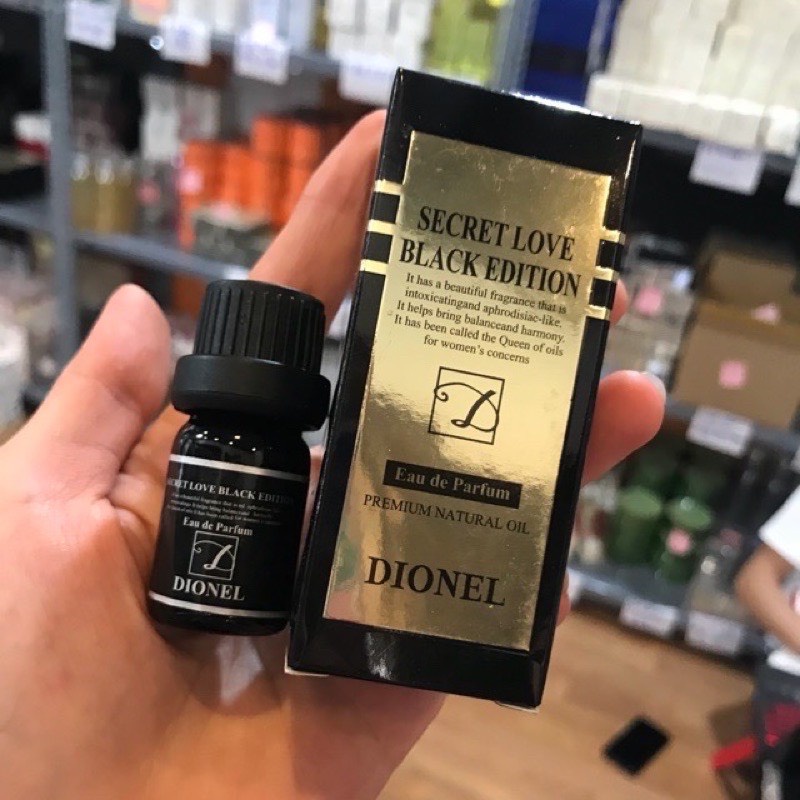 SECRET LOVE
BLACK EDITION
It has a beautiful fragrance that is
intoxicatingand aphrodisiac-like.
It helps bring balanceand harmony.
It has been called the Queen of oils
for women's concerns
D
Eau de Parfum
PREMIUM NATURAL OIL
DIONEL
SECRET LOVE BLACK EDITION
Eau de Parfum
D
DIONEL